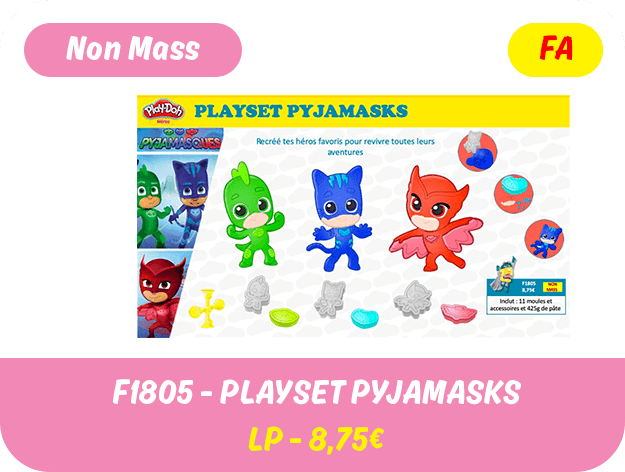 Non Mass
FA
Play-Doh
PLAYSET PYJAMASKS
PYJAMASQUES
Recréé tes héros favoris pour revivre toutes leurs
aventures
F1805
8,75€
NON
MASS
Inclut : 11 moules et
accessoires et 425g de pâte
F1805 - PLAYSET PYJAMASKS
LP - 8,75€